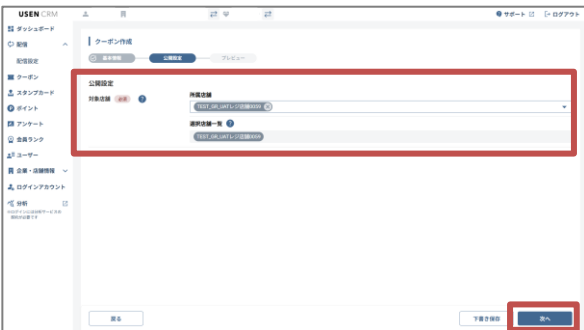 USEN CRM
サポート
ログアウト
ダッシュボード
配信
配信設定
クーポン
スタンプカード
ポイント
アンケート
会員ランク
ユーザー
企業・店舗情報
ログインアカウント
分析
クーポン作成
基本情報
公開設定
プレビュー
公開設定
対象店舗 必須
所属店舗
TEST_GR_UATレジ店舗0059
選択店舗一覧
TEST_GR_UATレジ店舗0059
戻る
下書き保存
次へ